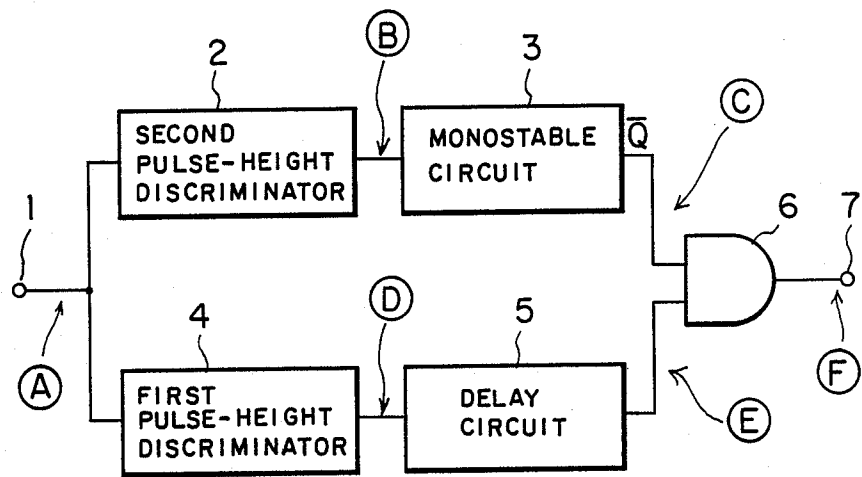 B
2
3
C
SECOND
PULSE-HEIGHT
DISCRIMINATOR
MONOSTABLE
CIRCUIT
Q̅
1
6
7
A
4
D
5
F
FIRST
PULSE-HEIGHT
DISCRIMINATOR
DELAY
CIRCUIT
E